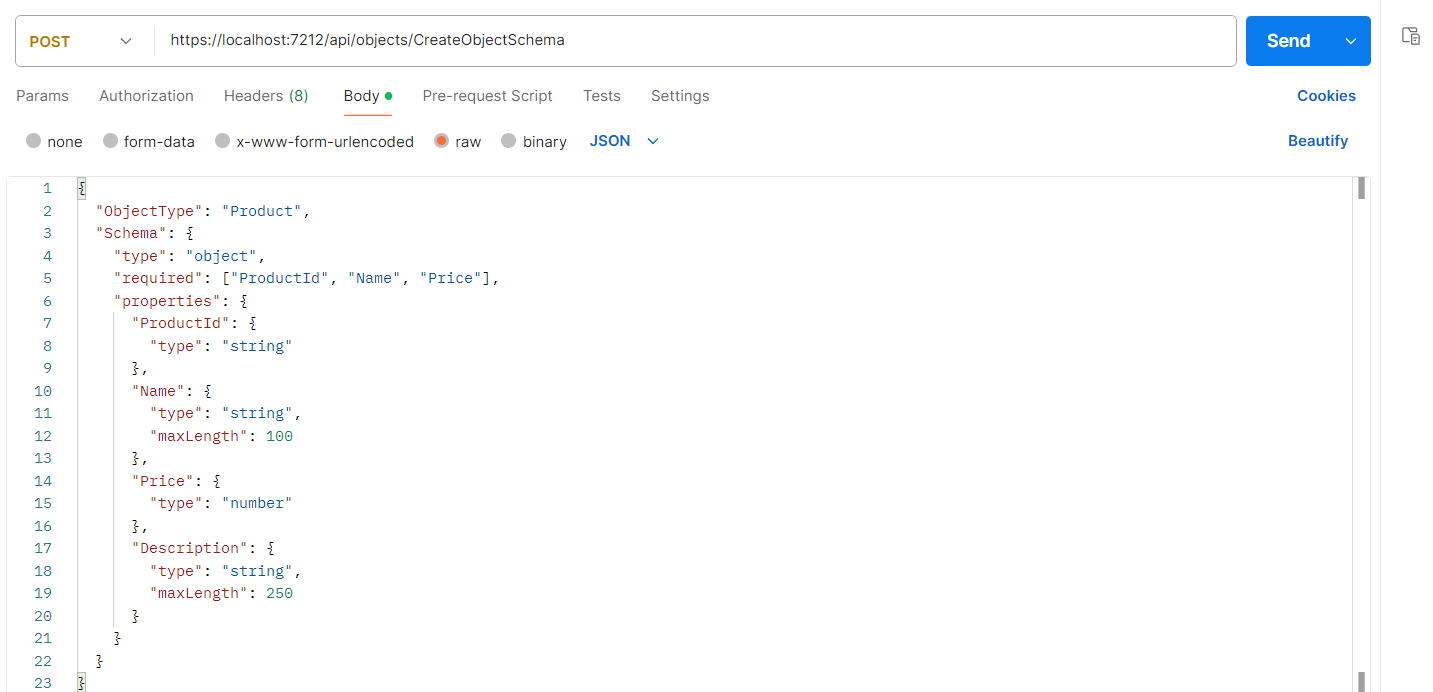 POST https://localhost:7212/api/objects/CreateObjectSchema Send
Params Authorization Headers (8) Body Pre-request Script Tests Settings Cookies
none form-data x-www-form-urlencoded raw binary JSON Beautify
1 {
2 "ObjectType": "Product",
3 "Schema": {
4 "type": "object",
5 "required": ["ProductId", "Name", "Price"],
6 "properties": {
7 "ProductId": {
8 "type": "string"
9 },
10 "Name": {
11 "type": "string",
12 "maxLength": 100
13 },
14 "Price": {
15 "type": "number"
16 },
17 "Description": {
18 "type": "string",
19 "maxLength": 250
20 }
21 }
22 }
23 }